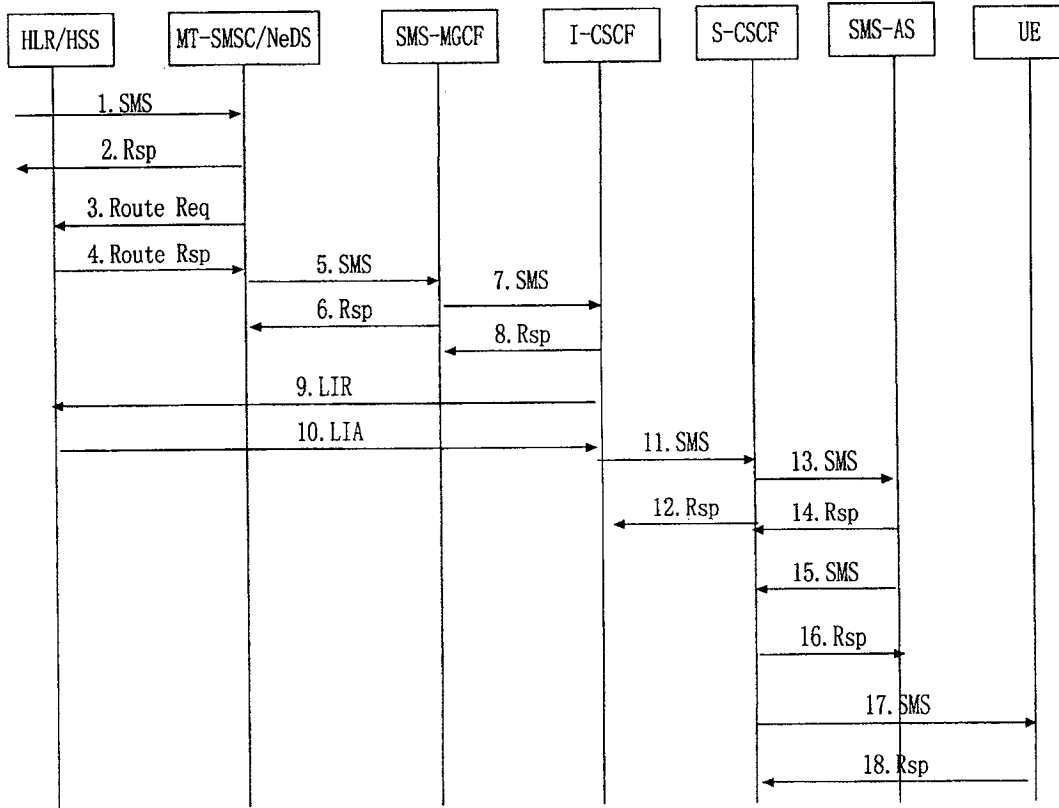 HLR/HSS
MT-SMSC/NeDS
SMS-MGCF
I-CSCF
S-CSCF
SMS-AS
UE
1.SMS
2.Rsp
3.Route Req
4.Route Rsp
5.SMS
6.Rsp
7.SMS
8.Rsp
9.LIR
10.LIA
11.SMS
12.Rsp
13.SMS
14.Rsp
15.SMS
16.Rsp
17.SMS
18.Rsp